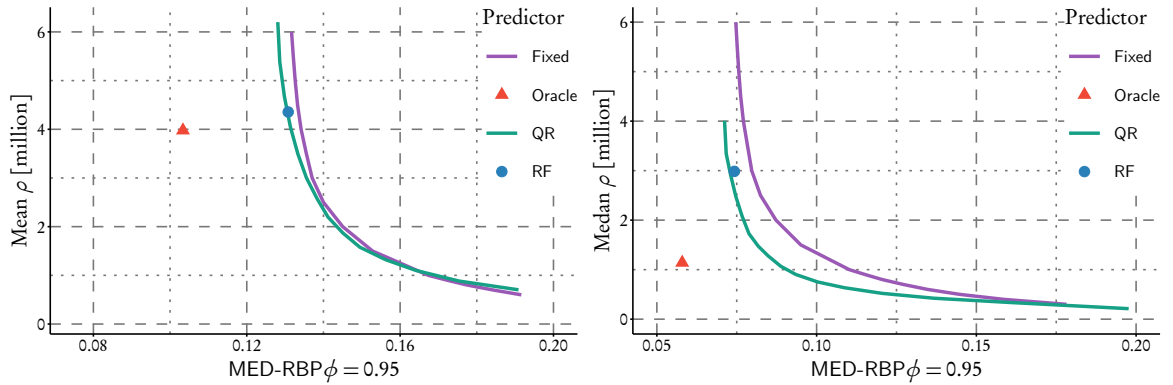 Predictor
Fixed
Oracle
QR
RF
6
4
2
0
Mean ρ [million]
0.08 0.12 0.16 0.20
MED-RBPϕ = 0.95
Predictor
Fixed
Oracle
QR
RF
6
4
2
0
Medan ρ [million]
0.05 0.10 0.15 0.20
MED-RBPϕ = 0.95